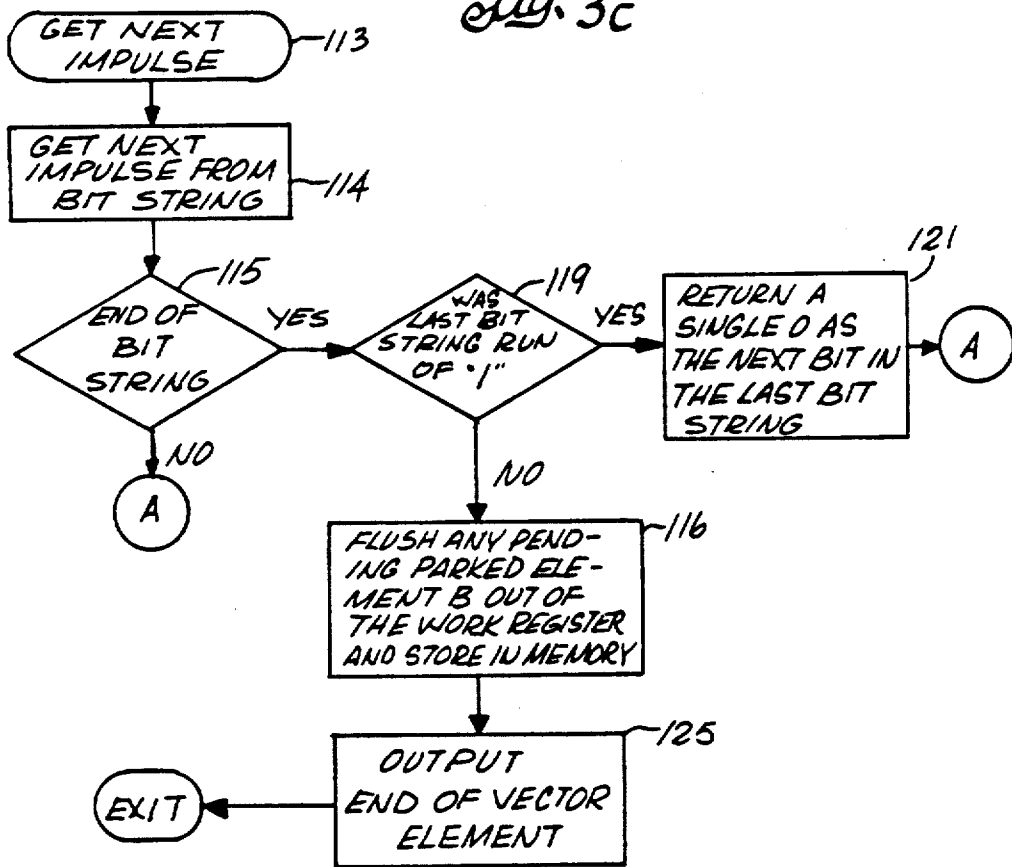 Fig. 3c
GET NEXT
IMPULSE
113
GET NEXT
IMPULSE FROM
BIT STRING
114
115
END OF
BIT
STRING
YES
NO
A
119
WAS
LAST BIT
STRING RUN
OF "1"
YES
NO
121
RETURN A
SINGLE 0 AS
THE NEXT BIT IN
THE LAST BIT
STRING
A
116
FLUSH ANY PEND-
ING PARKED ELE-
MENT B OUT OF
THE WORK REGISTER
AND STORE IN MEMORY
125
OUTPUT
END OF VECTOR
ELEMENT
EXIT